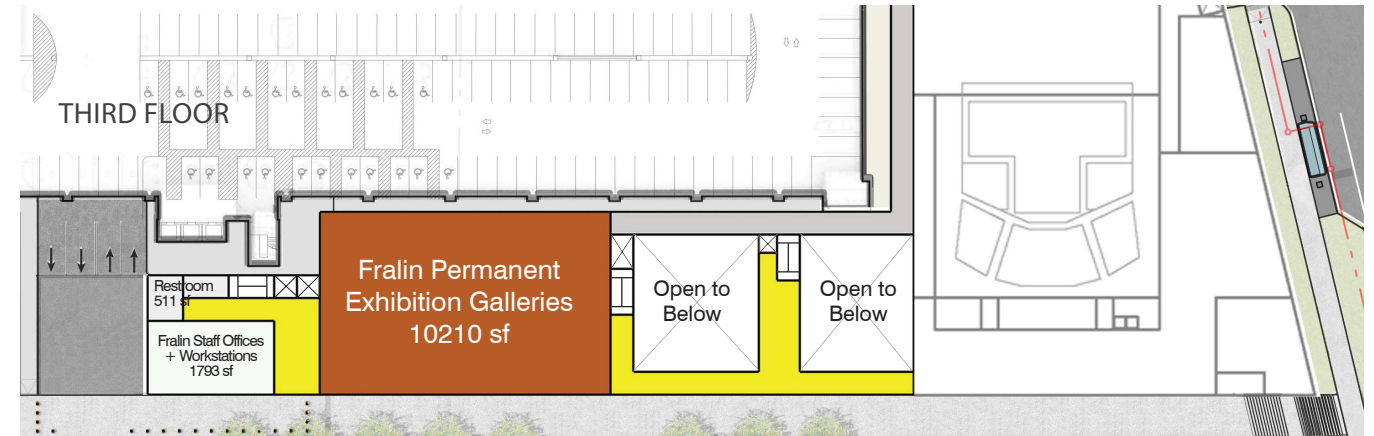 THIRD FLOOR
Fralin Permanent
Exhibition Galleries
10210 sf
Open to
Below
Open to
Below
Restroom
511 sf
Fralin Staff Offices
+ Workstations
1793 sf